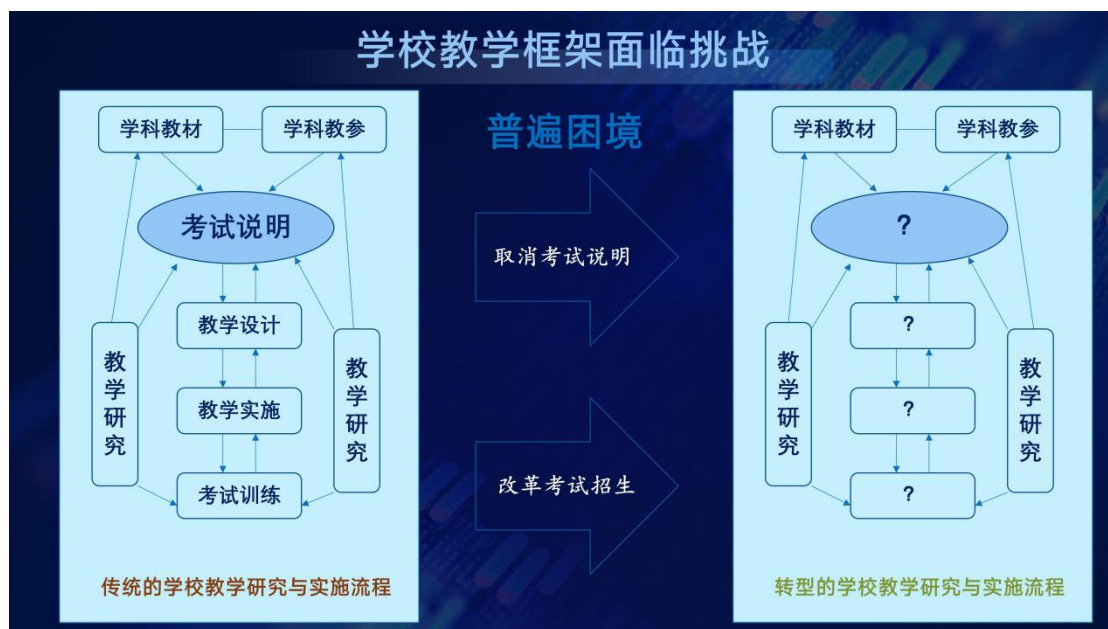 学校教学框架面临挑战
学科教材
学科教参
考试说明
教学设计
教学实施
考试训练
教学研究
教学研究
传统的学校教学研究与实施流程
普遍困境
取消考试说明
改革考试招生
学科教材
学科教参
?
?
?
?
教学研究
教学研究
转型的学校教学研究与实施流程